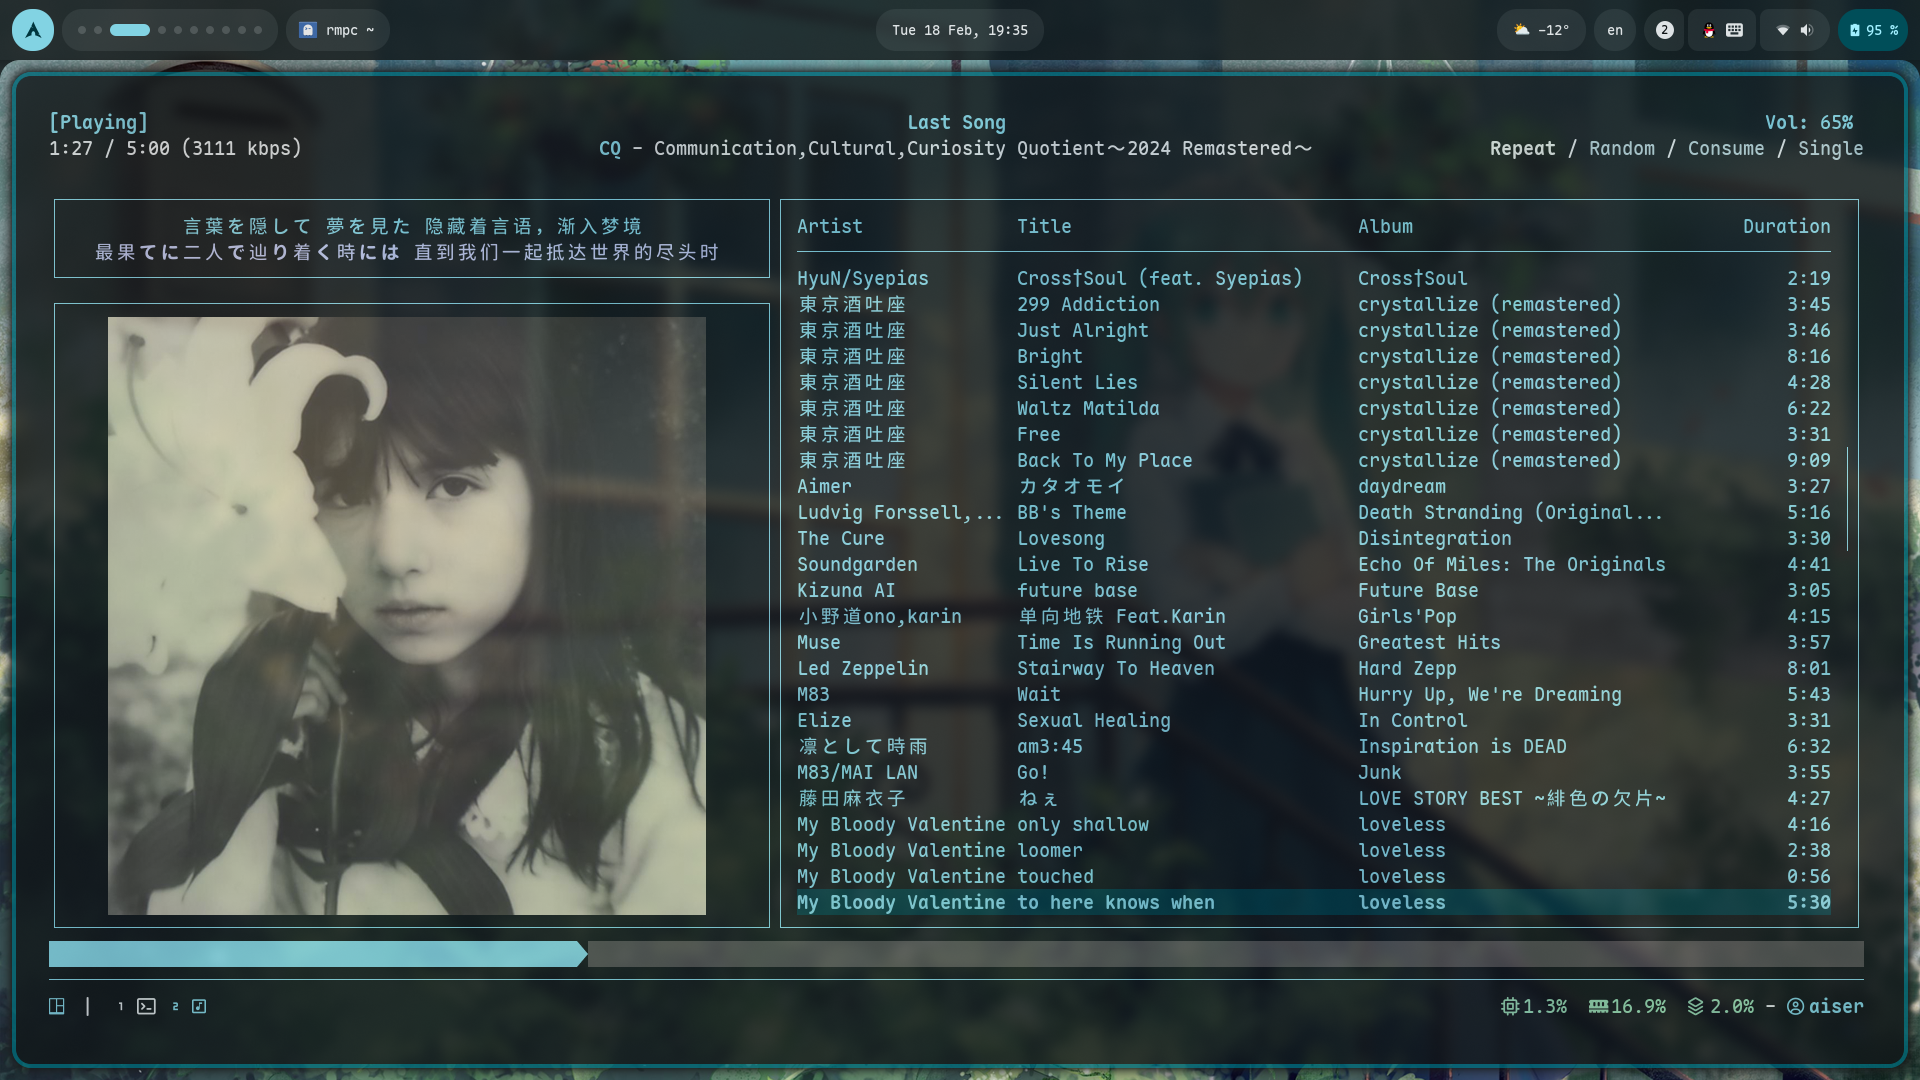 rmpc ~
Tue 18 Feb, 19:35
-12°
en
2
95 %
[Playing]
Last Song
Vol: 65%
1:27 / 5:00 (3111 kbps)
CQ - Communication,Cultural,Curiosity Quotient～2024 Remastered～
Repeat / Random / Consume / Single
言葉を隠して 夢を見た 隐藏着言语，渐入梦境
最果てに二人で辿り着く時には 直到我们一起抵达世界的尽头时
Artist Title Album Duration
HyuN/Syepias Cross†Soul (feat. Syepias) Cross†Soul 2:19
東京酒吐座 299 Addiction crystallize (remastered) 3:45
東京酒吐座 Just Alright crystallize (remastered) 3:46
東京酒吐座 Bright crystallize (remastered) 8:16
東京酒吐座 Silent Lies crystallize (remastered) 4:28
東京酒吐座 Waltz Matilda crystallize (remastered) 6:22
東京酒吐座 Free crystallize (remastered) 3:31
東京酒吐座 Back To My Place crystallize (remastered) 9:09
Aimer カタオモイ daydream 3:27
Ludvig Forssell,... BB's Theme Death Stranding (Original... 5:16
The Cure Lovesong Disintegration 3:30
Soundgarden Live To Rise Echo Of Miles: The Originals 4:41
Kizuna AI future base Future Base 3:05
小野道ono,karin 单向地铁 Feat.Karin Girls'Pop 4:15
Muse Time Is Running Out Greatest Hits 3:57
Led Zeppelin Stairway To Heaven Hard Zepp 8:01
M83 Wait Hurry Up, We're Dreaming 5:43
Elize Sexual Healing In Control 3:31
凛として時雨 am3:45 Inspiration is DEAD 6:32
M83/MAI LAN Go! Junk 3:55
藤田麻衣子 ねぇ LOVE STORY BEST ~緋色の欠片~ 4:27
My Bloody Valentine only shallow loveless 4:16
My Bloody Valentine loomer loveless 2:38
My Bloody Valentine touched loveless 0:56
My Bloody Valentine to here knows when loveless 5:30
| 1 2
1.3% 16.9% 2.0% - aiser